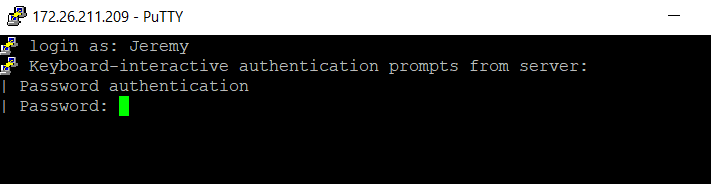 172.26.211.209 - PuTTY
login as: Jeremy
Keyboard-interactive authentication prompts from server:
| Password authentication
| Password: